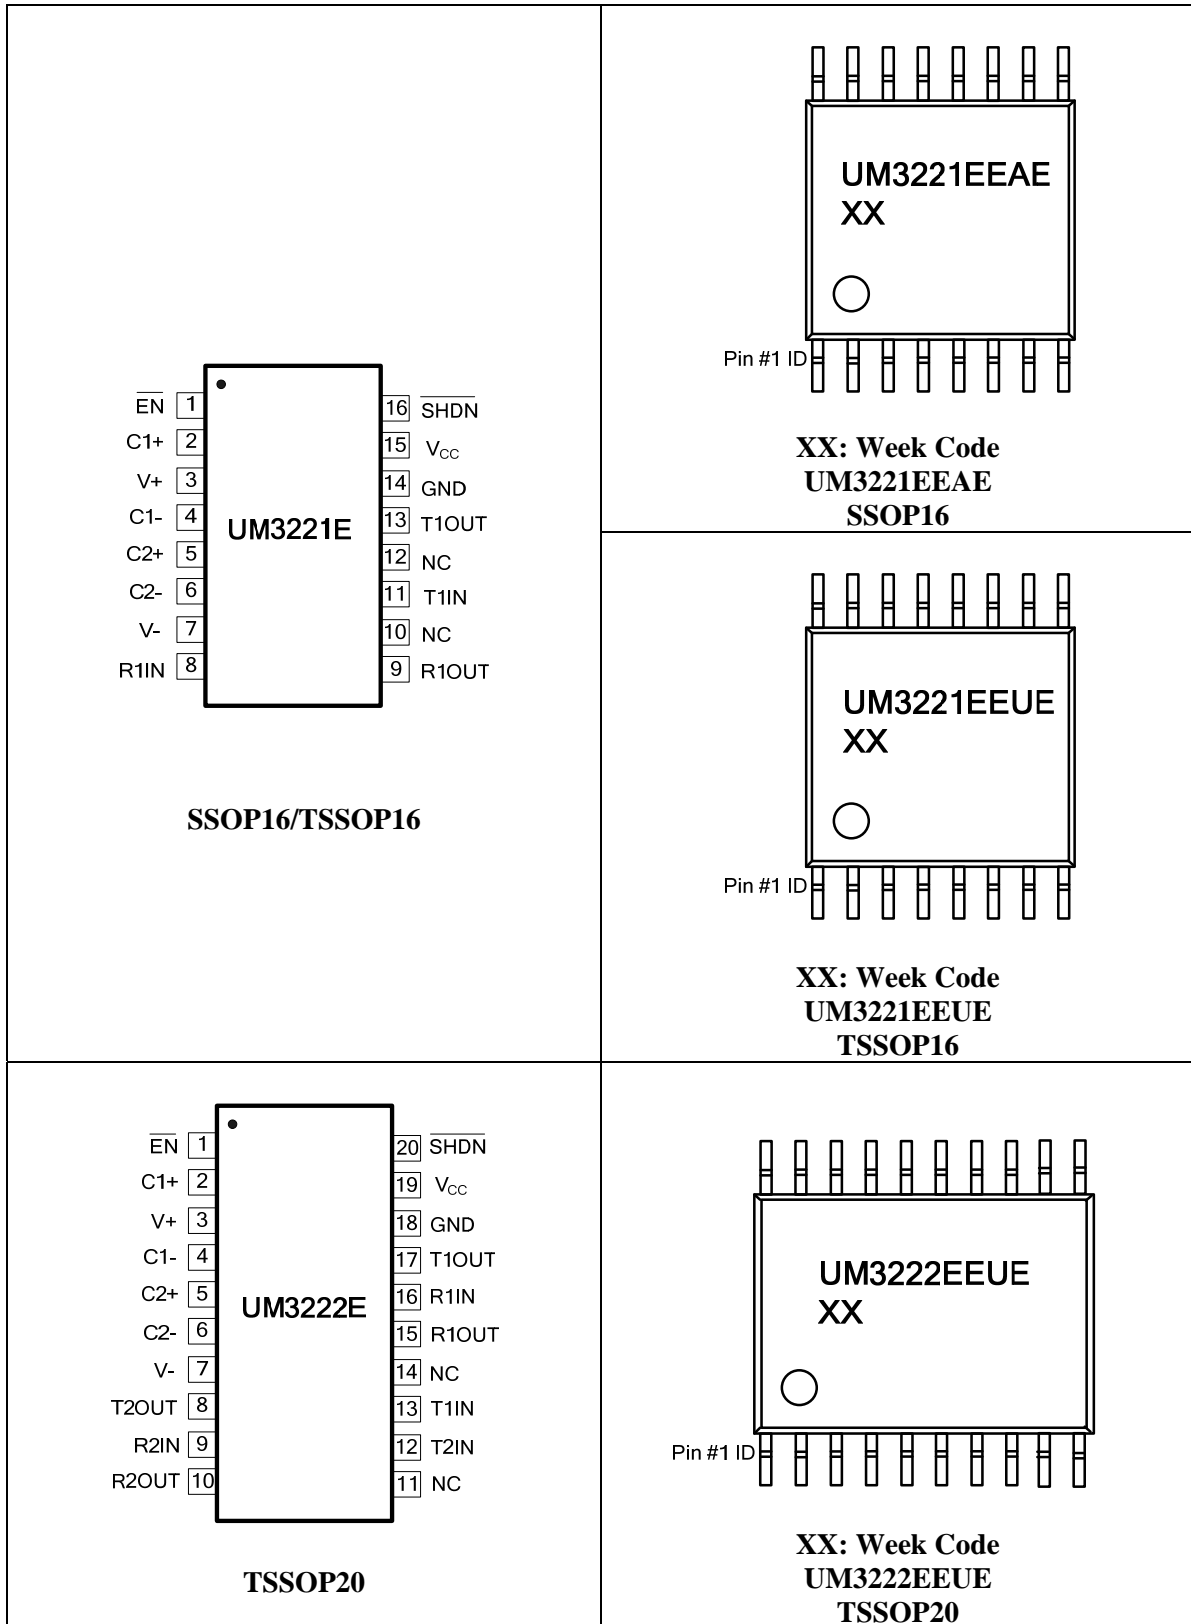 EN 1
C1+ 2
V+ 3
C1- 4
C2+ 5
C2- 6
V- 7
R1IN 8
UM3221E
16 SHDN
15 VCC
14 GND
13 T1OUT
12 NC
11 T1IN
10 NC
9 R1OUT
SSOP16/TSSOP16
UM3221EEAE
XX
Pin #1 ID
XX: Week Code
UM3221EEAE
SSOP16
UM3221EEUE
XX
Pin #1 ID
XX: Week Code
UM3221EEUE
TSSOP16
EN 1
C1+ 2
V+ 3
C1- 4
C2+ 5
C2- 6
V- 7
T2OUT 8
R2IN 9
R2OUT 10
UM3222E
20 SHDN
19 VCC
18 GND
17 T1OUT
16 R1IN
15 R1OUT
14 NC
13 T1IN
12 T2IN
11 NC
TSSOP20
UM3222EEUE
XX
Pin #1 ID
XX: Week Code
UM3222EEUE
TSSOP20